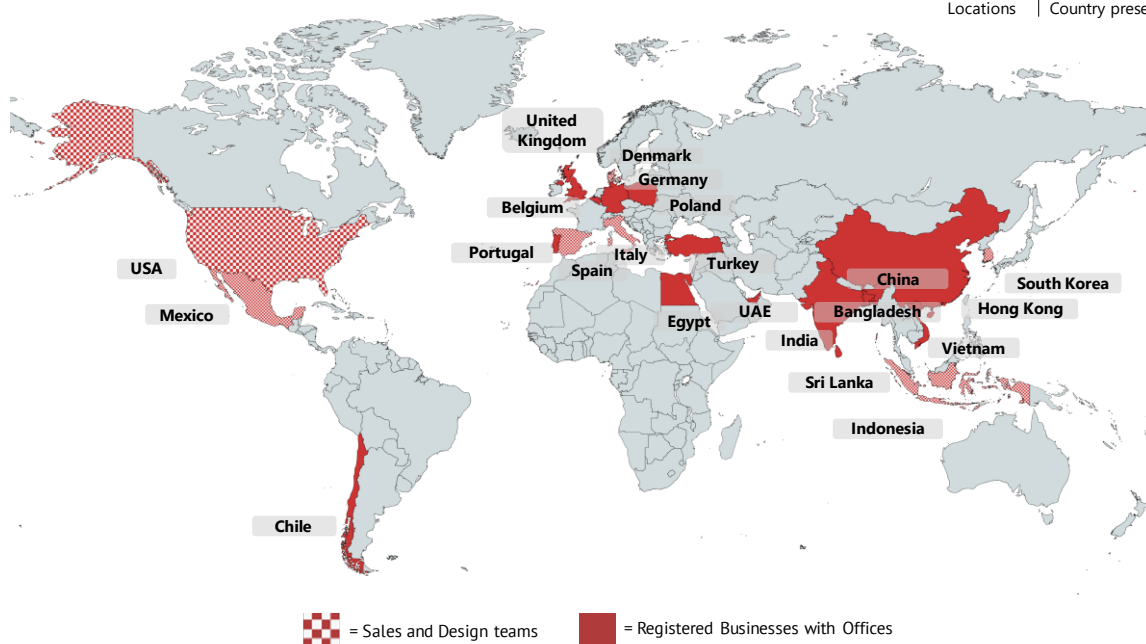 Locations
Country prese
United
Kingdom
Denmark
Germany
Belgium
Poland
Portugal
Italy
Spain
Turkey
USA
Mexico
China
South Korea
UAE
Bangladesh
Hong Kong
Egypt
India
Vietnam
Sri Lanka
Indonesia
Chile
= Sales and Design teams
= Registered Businesses with Offices